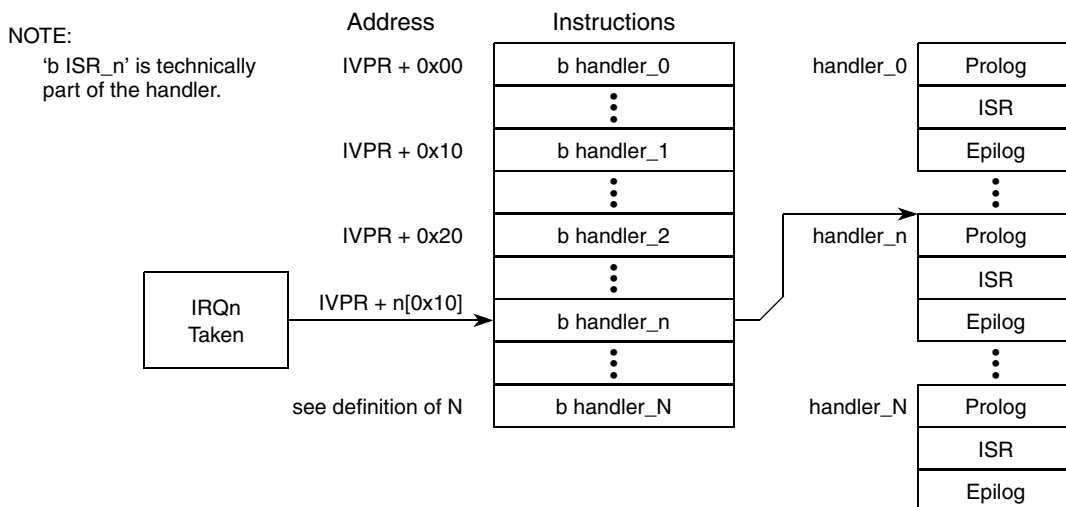 Address
Instructions
NOTE:
‘b ISR_n’ is technically
part of the handler.
IVPR + 0x00
b handler_0
handler_0
Prolog
ISR
IVPR + 0x10
b handler_1
Epilog
IVPR + 0x20
b handler_2
handler_n
Prolog
ISR
IRQn
Taken
IVPR + n[0x10]
b handler_n
Epilog
see definition of N
b handler_N
handler_N
Prolog
ISR
Epilog